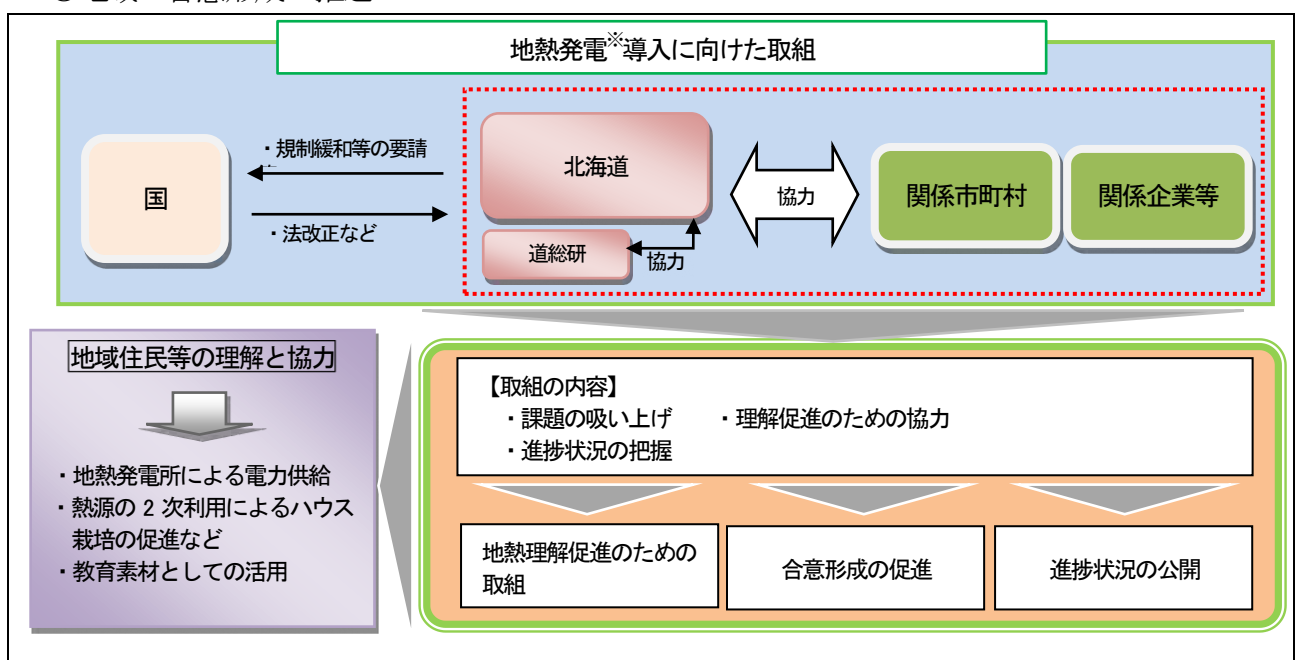 地熱発電※導入に向けた取組
国
・規制緩和等の要請
・法改正など
北海道
道総研
協力
協力
関係市町村
関係企業等
地域住民等の理解と協力
・地熱発電所による電力供給
・熱源の 2 次利用によるハウス
栽培の促進など
・教育素材としての活用
【取組の内容】
・課題の吸い上げ ・理解促進のための協力
・進捗状況の把握
地熱理解促進のための
取組
合意形成の促進
進捗状況の公開